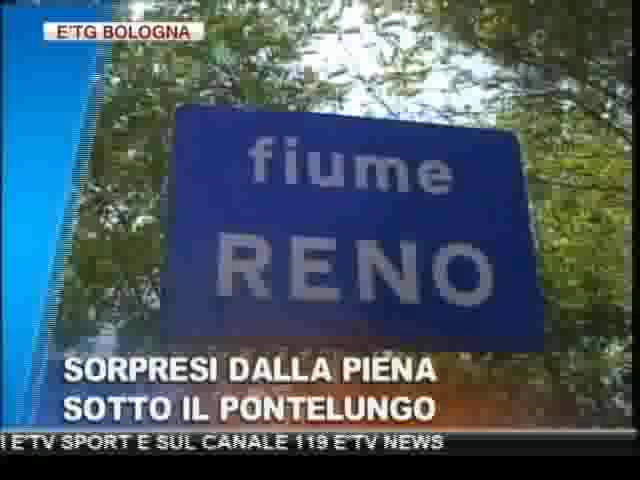 E'TG BOLOGNA
fiume
RENO
SORPRESI DALLA PIENA
SOTTO IL PONTELUNGO
E'TV SPORT E SUL CANALE 119 E'TV NEWS